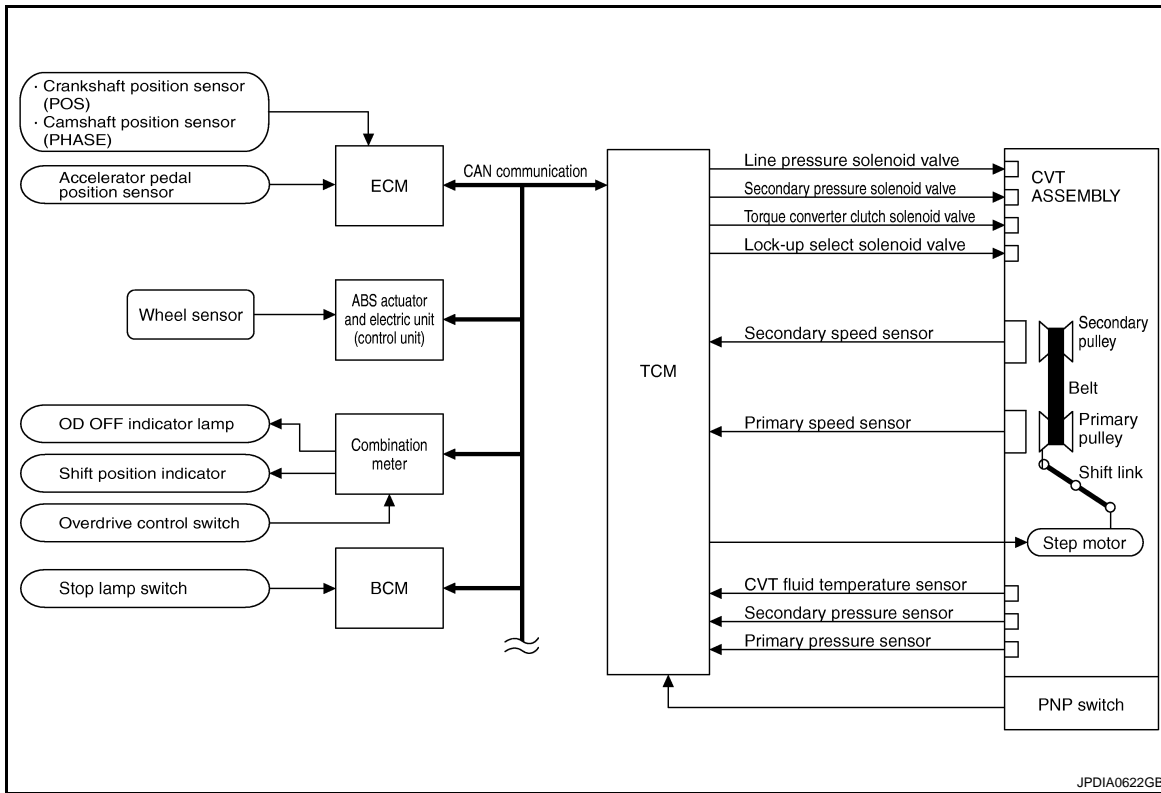 · Crankshaft position sensor
(POS)
· Camshaft position sensor
(PHASE)
Accelerator pedal
position sensor
ECM
CAN communication
Wheel sensor
ABS actuator
and electric unit
(control unit)
OD OFF indicator lamp
Shift position indicator
Overdrive control switch
Combination
meter
Stop lamp switch
BCM
TCM
Line pressure solenoid valve
Secondary pressure solenoid valve
Torque converter clutch solenoid valve
Lock-up select solenoid valve
Secondary speed sensor
Primary speed sensor
CVT fluid temperature sensor
Secondary pressure sensor
Primary pressure sensor
CVT
ASSEMBLY
Secondary
pulley
Belt
Primary
pulley
Shift link
Step motor
PNP switch
JPDIA0622GB